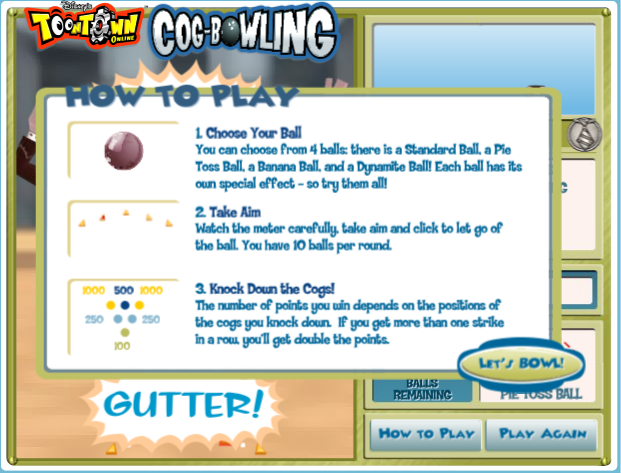 Disney's
TOONTOWN
ONLINE
COG-BOWLING
HOW TO PLAY
1. Choose Your Ball
You can choose from 4 balls: there is a Standard Ball, a Pie
Toss Ball, a Banana Ball, and a Dynamite Ball! Each ball has its
own special effect - so try them all!
2. Take Aim
Watch the meter carefully, take aim and click to let go of
the ball. You have 10 balls per round.
3. Knock Down the Cogs!
1000 500 1000
250 250
100
The number of points you win depends on the positions of
the cogs you knock down. If you get more than one strike
in a row, you'll get double the points.
LET'S BOWL!
GUTTER!
BALLS
REMAINING
PIE TOSS BALL
HOW TO PLAY
PLAY AGAIN